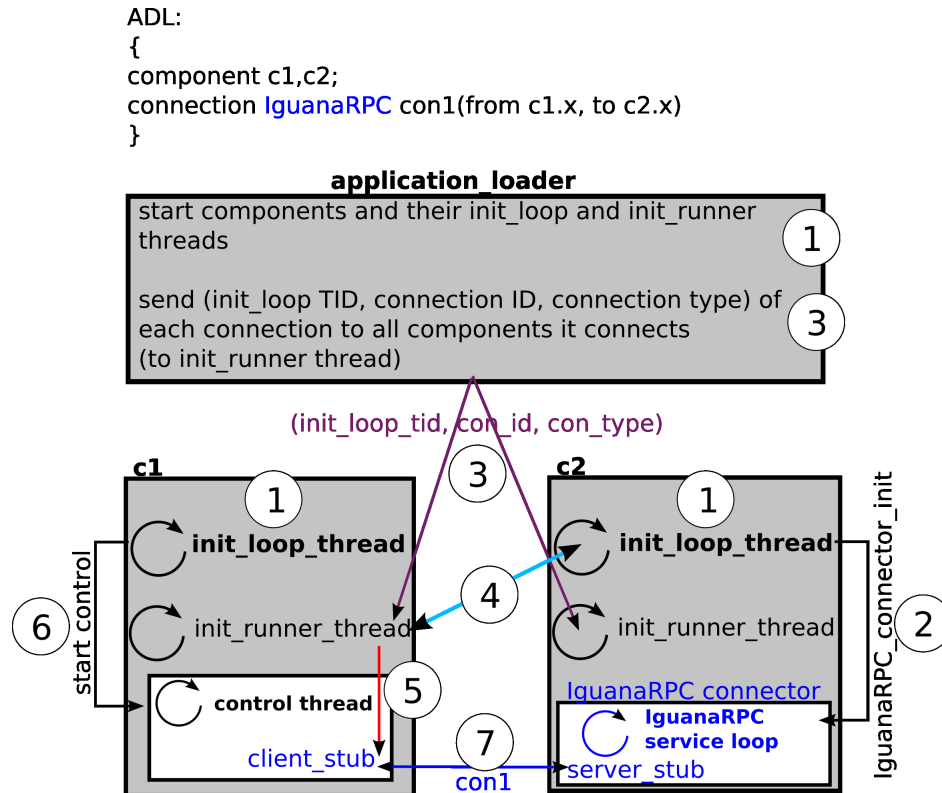 ADL:
{
component c1,c2;
connection IguanaRPC con1(from c1.x, to c2.x)
}
application_loader
start components and their init_loop and init_runner
threads
1
send (init_loop TID, connection ID, connection type) of
each connection to all components it connects
(to init_runner thread)
3
(init_loop_tid, con_id, con_type)
3
c1
1
init_loop_thread
init_runner_thread
control thread
client_stub
start control
6
4
5
7
con1
c2
1
init_loop_thread
init_runner_thread
IguanaRPC connector
IguanaRPC
service loop
server_stub
2
IguanaRPC_connector_init